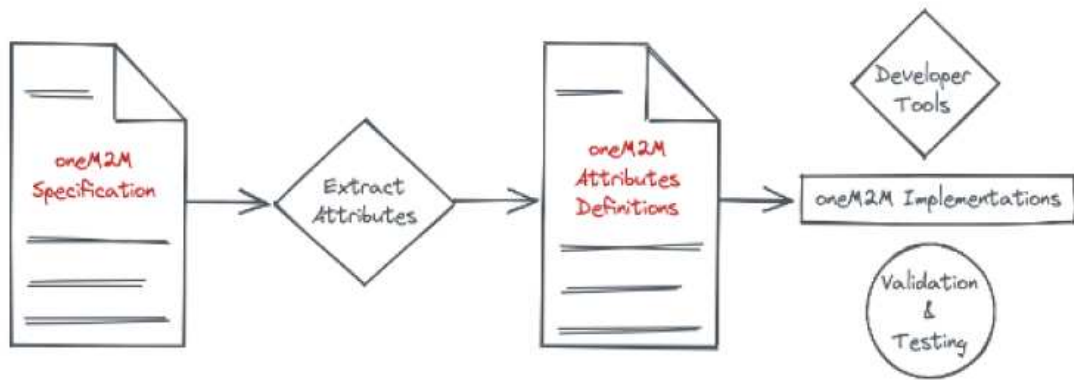 oneM2M
Specification
Extract
Attributes
oneM2M
Attributes
Definitions
Developer
Tools
oneM2M Implementations
Validation
&
Testing